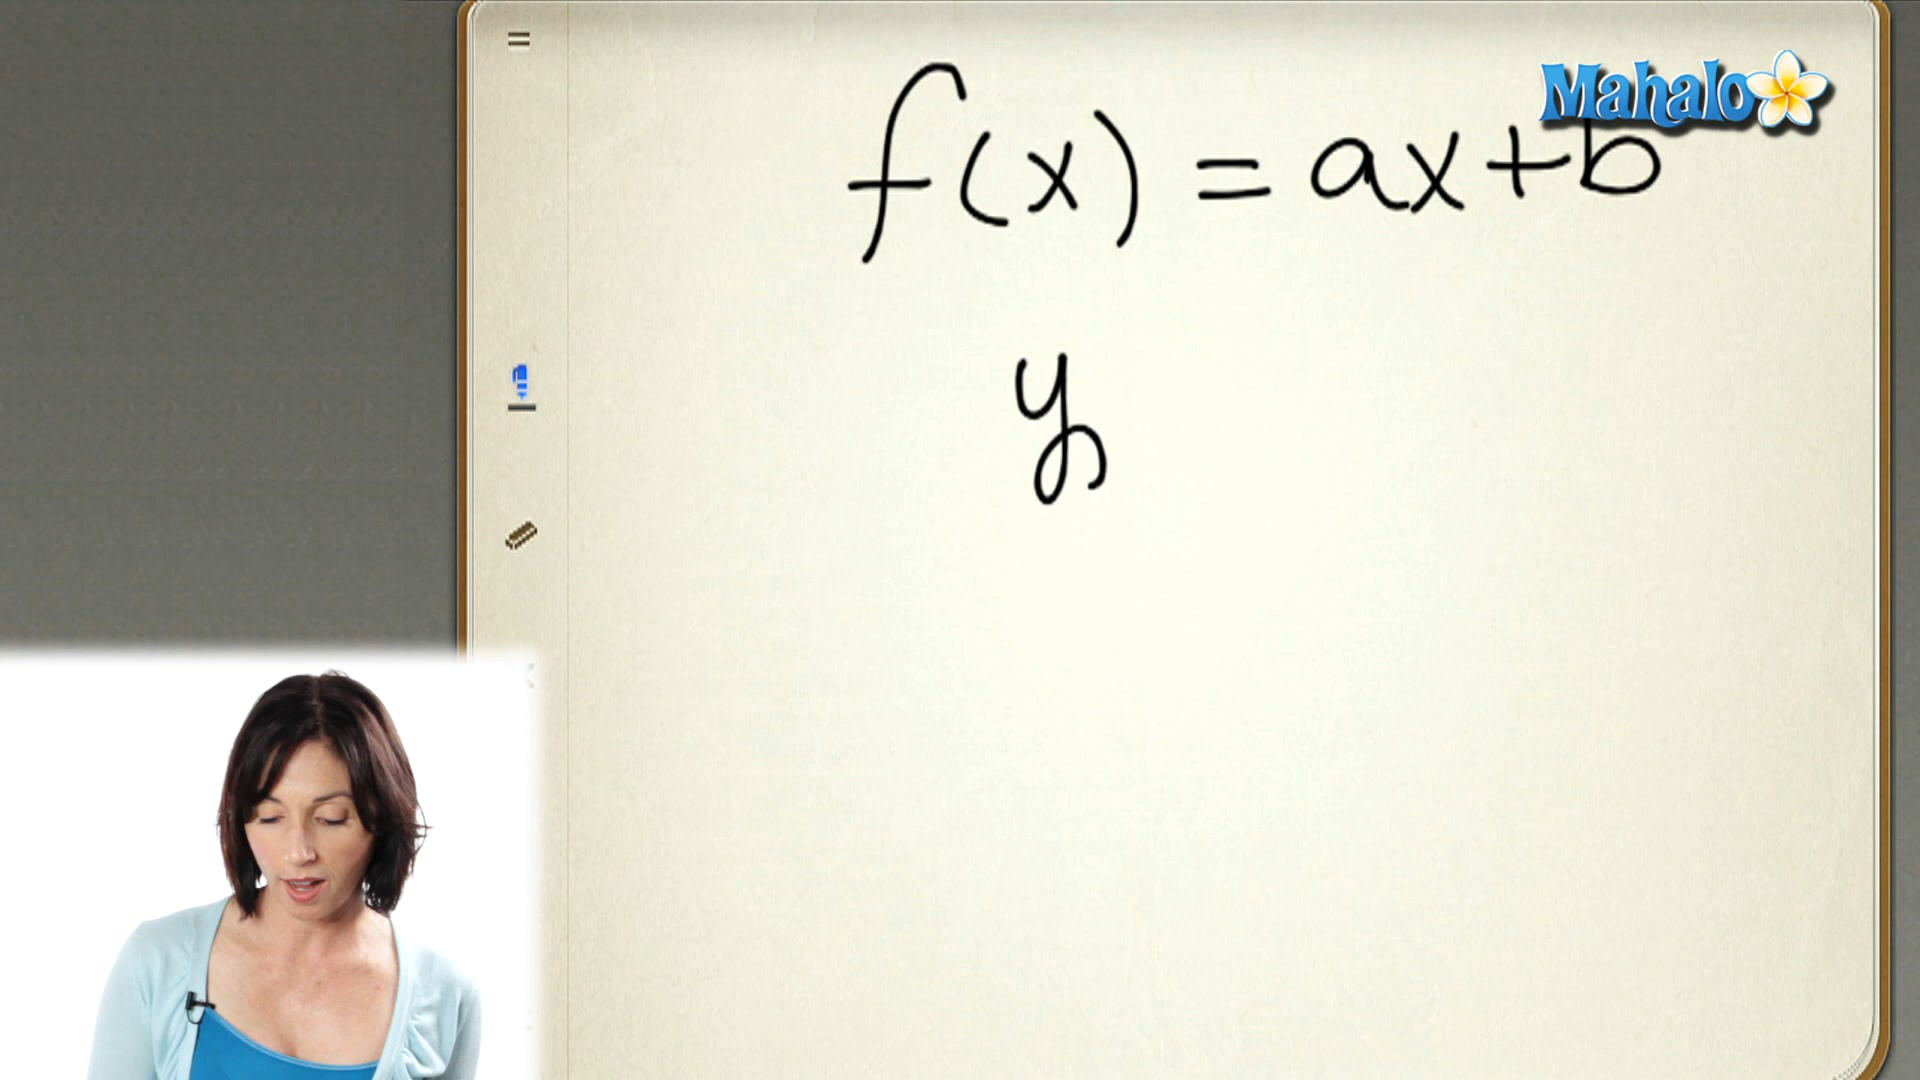 Mahalo
f(x) = ax+b
y